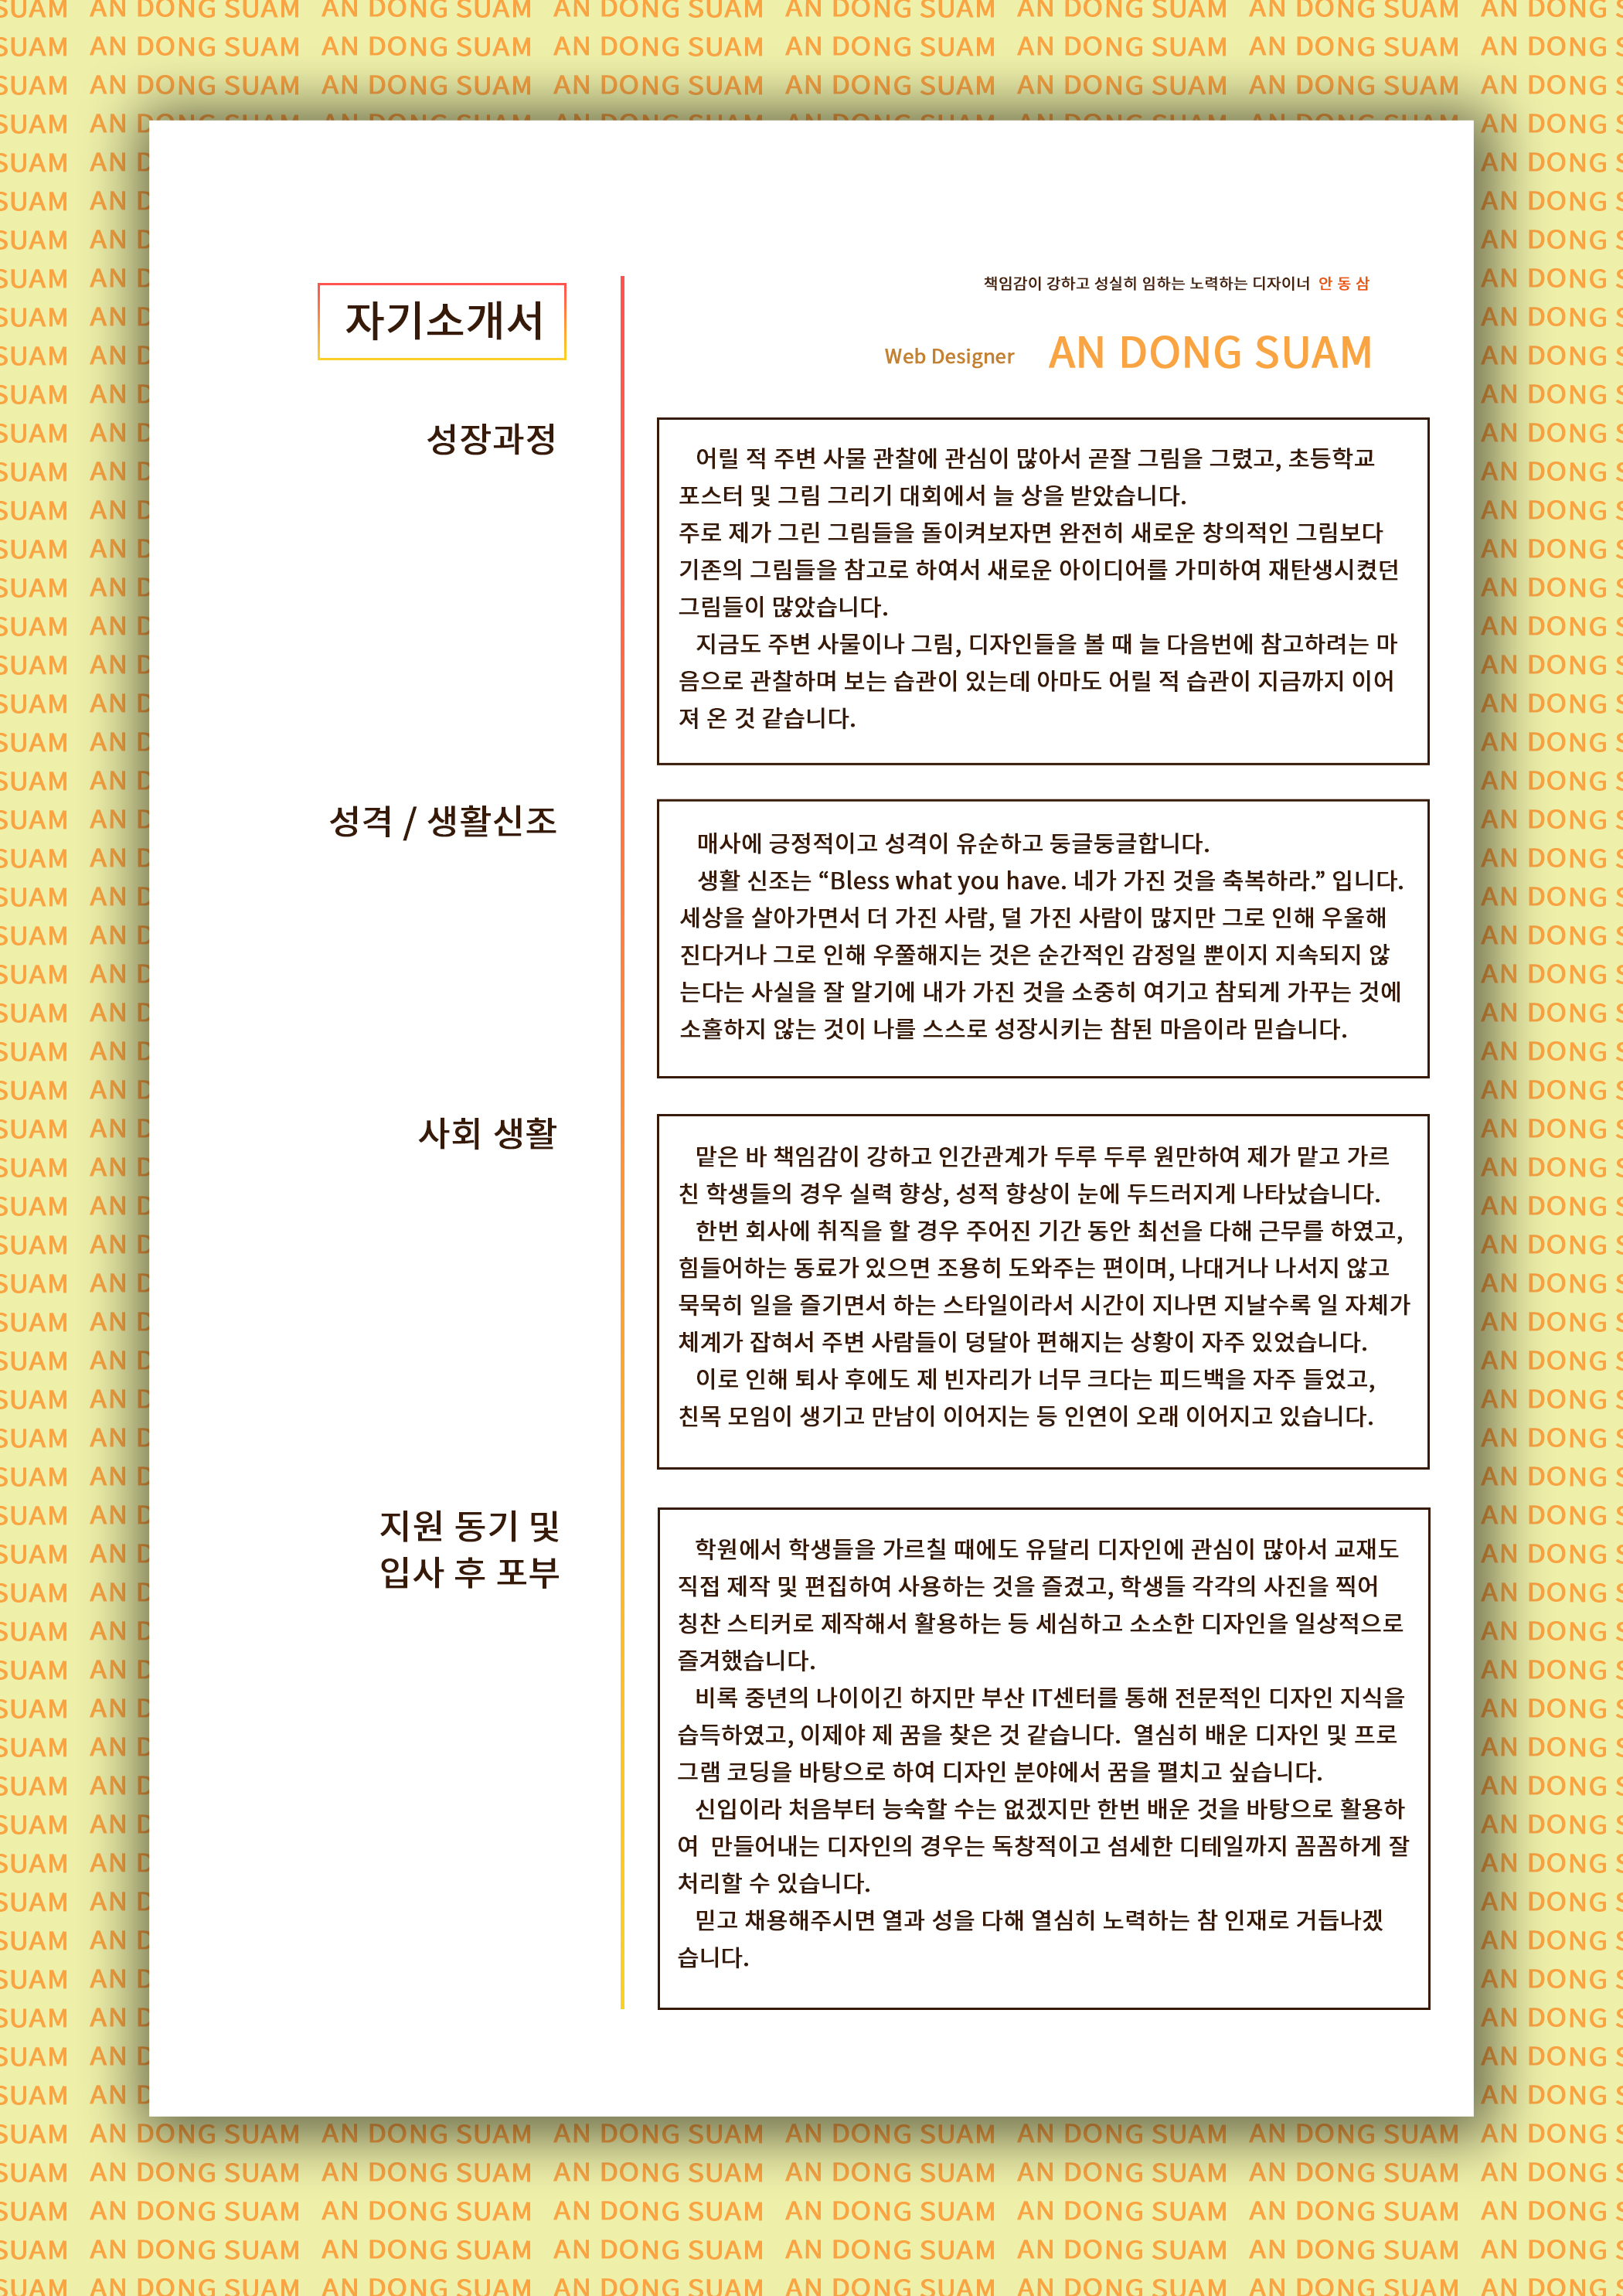 자기소개서
책임감이 강하고 성실히 임하는 노력하는 디자이너 안 동 삼
Web Designer AN DONG SUAM
성장과정
어릴 적 주변 사물 관찰에 관심이 많아서 곧잘 그림을 그렸고, 초등학교
포스터 및 그림 그리기 대회에서 늘 상을 받았습니다.
주로 제가 그린 그림들을 돌이켜보자면 완전히 새로운 창의적인 그림보다
기존의 그림들을 참고로 하여서 새로운 아이디어를 가미하여 재탄생시켰던
그림들이 많았습니다.
지금도 주변 사물이나 그림, 디자인들을 볼 때 늘 다음번에 참고하려는 마
음으로 관찰하며 보는 습관이 있는데 아마도 어릴 적 습관이 지금까지 이어
져 온 것 같습니다.
성격 / 생활신조
매사에 긍정적이고 성격이 유순하고 둥글둥글합니다.
생활 신조는 “Bless what you have. 네가 가진 것을 축복하라.” 입니다.
세상을 살아가면서 더 가진 사람, 덜 가진 사람이 많지만 그로 인해 우울해
진다거나 그로 인해 우쭐해지는 것은 순간적인 감정일 뿐이지 지속되지 않
는다는 사실을 잘 알기에 내가 가진 것을 소중히 여기고 참되게 가꾸는 것에
소홀하지 않는 것이 나를 스스로 성장시키는 참된 마음이라 믿습니다.
사회 생활
맡은 바 책임감이 강하고 인간관계가 두루 두루 원만하여 제가 맡고 가르
친 학생들의 경우 실력 향상, 성적 향상이 눈에 두드러지게 나타났습니다.
한번 회사에 취직을 할 경우 주어진 기간 동안 최선을 다해 근무를 하였고,
힘들어하는 동료가 있으면 조용히 도와주는 편이며, 나대거나 나서지 않고
묵묵히 일을 즐기면서 하는 스타일이라서 시간이 지나면 지날수록 일 자체가
체계가 잡혀서 주변 사람들이 덩달아 편해지는 상황이 자주 있었습니다.
이로 인해 퇴사 후에도 제 빈자리가 너무 크다는 피드백을 자주 들었고,
친목 모임이 생기고 만남이 이어지는 등 인연이 오래 이어지고 있습니다.
지원 동기 및
입사 후 포부
학원에서 학생들을 가르칠 때에도 유달리 디자인에 관심이 많아서 교재도
직접 제작 및 편집하여 사용하는 것을 즐겼고, 학생들 각각의 사진을 찍어
칭찬 스티커로 제작해서 활용하는 등 세심하고 소소한 디자인을 일상적으로
즐겨했습니다.
비록 중년의 나이이긴 하지만 부산 IT센터를 통해 전문적인 디자인 지식을
습득하였고, 이제야 제 꿈을 찾은 것 같습니다. 열심히 배운 디자인 및 프로
그램 코딩을 바탕으로 하여 디자인 분야에서 꿈을 펼치고 싶습니다.
신입이라 처음부터 능숙할 수는 없겠지만 한번 배운 것을 바탕으로 활용하
여 만들어내는 디자인의 경우는 독창적이고 섬세한 디테일까지 꼼꼼하게 잘
처리할 수 있습니다.
믿고 채용해주시면 열과 성을 다해 열심히 노력하는 참 인재로 거듭나겠
습니다.